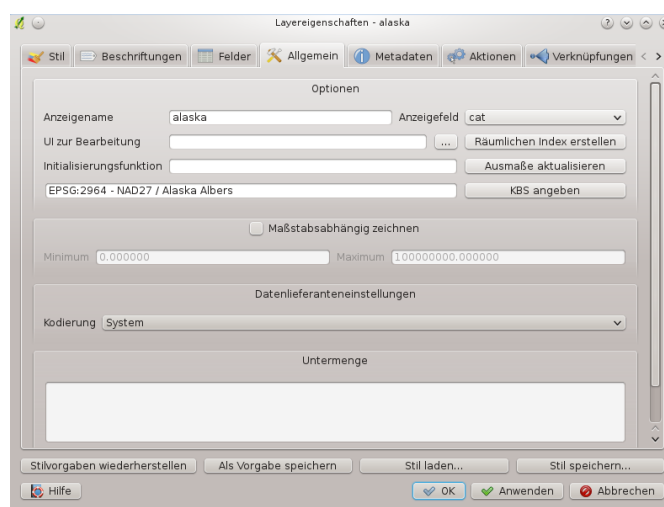 Layereigenschaften - alaska
Stil Beschriftungen Felder Allgemein Metadaten Aktionen Verknüpfungen
Optionen
Anzeigename alaska Anzeigefeld cat
UI zur Bearbeitung ... Räumlichen Index erstellen
Initialisierungsfunktion Ausmaße aktualisieren
EPSG:2964 - NAD27 / Alaska Albers KBS angeben
Maßstabsabhängig zeichnen
Minimum 0.000000 Maximum 100000000.000000
Datenlieferanteneinstellungen
Kodierung System
Untermenge
Stilvorgaben wiederherstellen Als Vorgabe speichern Stil laden... Stil speichern...
Hilfe OK Anwenden Abbrechen